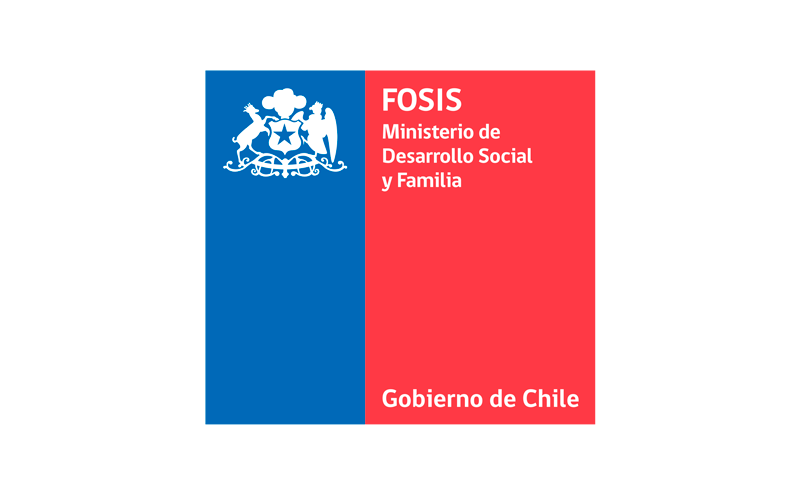 FOSIS
Ministerio de
Desarrollo Social
y Familia
Gobierno de Chile